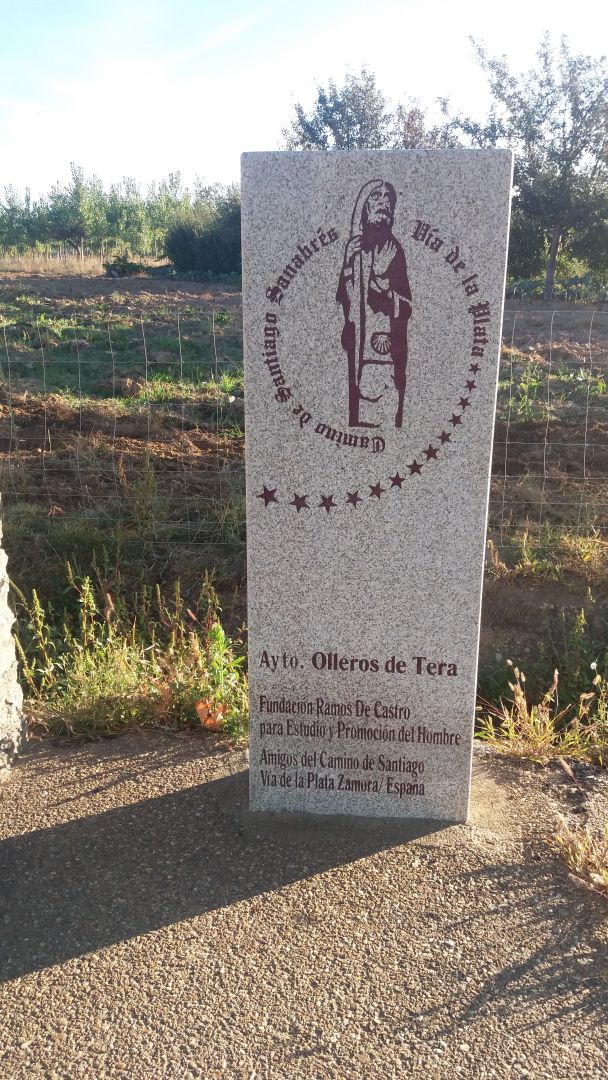 Camino de Santiago Sanabrés
Vía de la Plata
Ayto. Olleros de Tera
Fundación Ramos De Castro
para Estudio y Promoción del Hombre
Amigos del Camino de Santiago
Vía de la Plata Zamora/ España